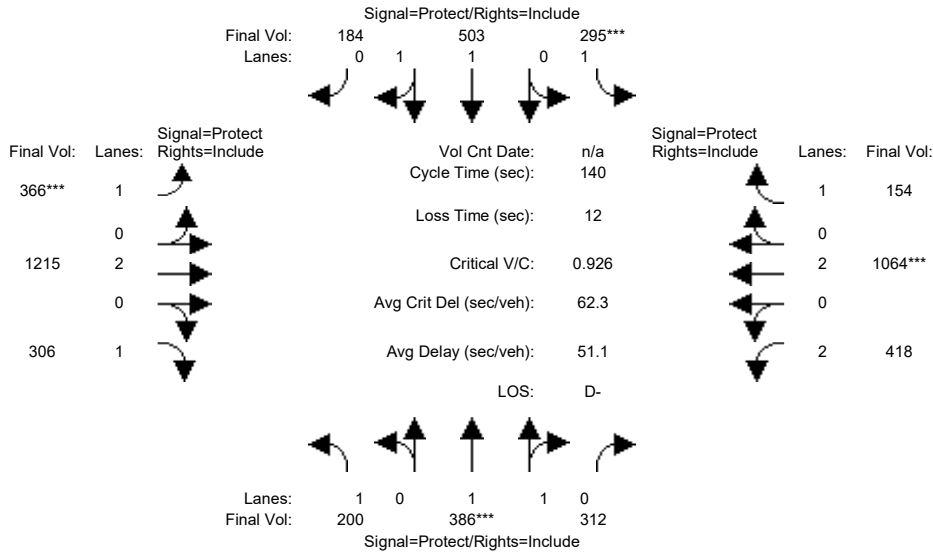 Signal=Protect/Rights=Include
Final Vol: 184 503 295***
Lanes: 0 1 1 0 1
Signal=Protect Signal=Protect
Final Vol: Lanes: Rights=Include Vol Cnt Date: n/a Rights=Include Lanes: Final Vol:
Cycle Time (sec): 140
366*** 1 1 154
Loss Time (sec): 12
0 0
1215 2 Critical V/C: 0.926 2 1064***
0 Avg Crit Del (sec/veh): 62.3 0
306 1 Avg Delay (sec/veh): 51.1 2 418
LOS: D-
Lanes: 1 0 1 1 0
Final Vol: 200 386*** 312
Signal=Protect/Rights=Include